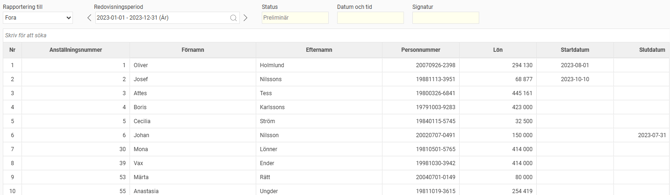 Rapportering till Redovisningsperiod Status Datum och tid Signatur
Fora 2023-01-01 - 2023-12-31 (År) Preliminär
Skriv för att söka
Nr Anställningsnummer Förnamn Efternamn Personnummer Lön Startdatum Slutdatum
1 1 Oliver Holmlund 20070926-2398 294 130 2023-08-01
2 2 Josef Nilssons 19881113-3951 68 877 2023-10-10
3 3 Attes Tess 19800326-6841 445 161
4 4 Boris Karlssons 19791003-9283 423 000
5 5 Cecilia Ström 19840115-5745 32 500
6 6 Johan Nilsson 20020707-0491 150 000 2023-07-31
7 30 Mona Lönner 19810501-5765 414 000
8 39 Vax Ender 19981030-3942 414 000
9 53 Märta Rätt 20040701-0149 80 000
10 55 Anastasia Ungder 19811019-3615 254 419